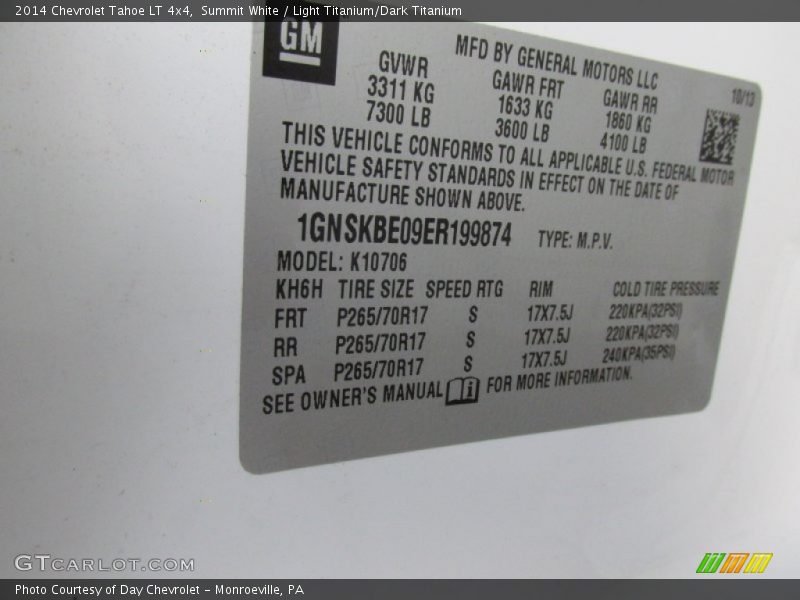 2014 Chevrolet Tahoe LT 4x4,  Summit White / Light Titanium/Dark Titanium
GM
MFD BY GENERAL MOTORS LLC
10/13
GVWR GAWR FRT GAWR RR
3311 KG 1633 KG 1860 KG
7300 LB 3600 LB 4100 LB
THIS VEHICLE CONFORMS TO ALL APPLICABLE U.S. FEDERAL MOTOR
VEHICLE SAFETY STANDARDS IN EFFECT ON THE DATE OF
MANUFACTURE SHOWN ABOVE.
1GNSKBE09ER199874 TYPE: M.P.V.
MODEL: K10706
KH6H TIRE SIZE SPEED RTG RIM COLD TIRE PRESSURE
FRT P265/70R17 S 17X7.5J 220KPA(32PSI)
RR P265/70R17 S 17X7.5J 220KPA(32PSI)
SPA P265/70R17 S 17X7.5J 240KPA(35PSI)
SEE OWNER'S MANUAL i FOR MORE INFORMATION.
GTCARLOT.COM
Photo Courtesy of Day Chevrolet – Monroeville, PA